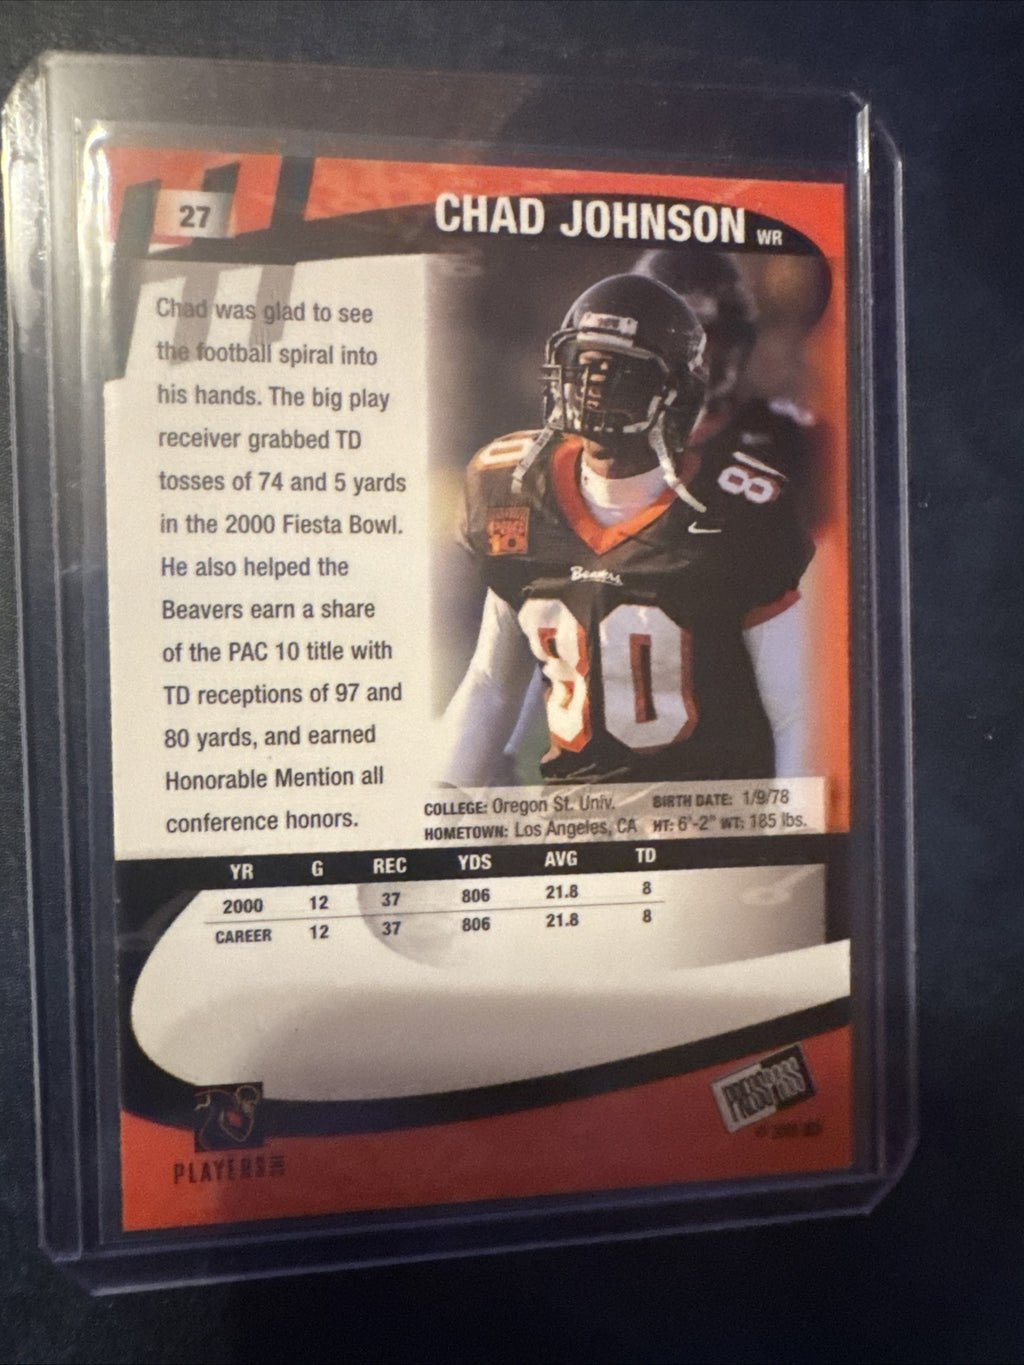 27
CHAD JOHNSON WR
Chad was glad to see
the football spiral into
his hands. The big play
receiver grabbed TD
tosses of 74 and 5 yards
in the 2000 Fiesta Bowl.
He also helped the
Beavers earn a share
of the PAC 10 title with
TD receptions of 97 and
80 yards, and earned
Honorable Mention all
conference honors.
80
Beavers
80
COLLEGE: Oregon St. Univ. BIRTH DATE: 1/9/78
HOMETOWN: Los Angeles, CA HT: 6'-2" WT: 185 lbs.
YR G REC YDS AVG TD
2000 12 37 806 21.8 8
CAREER 12 37 806 21.8 8
PRESS PASS
PLAYERS INC